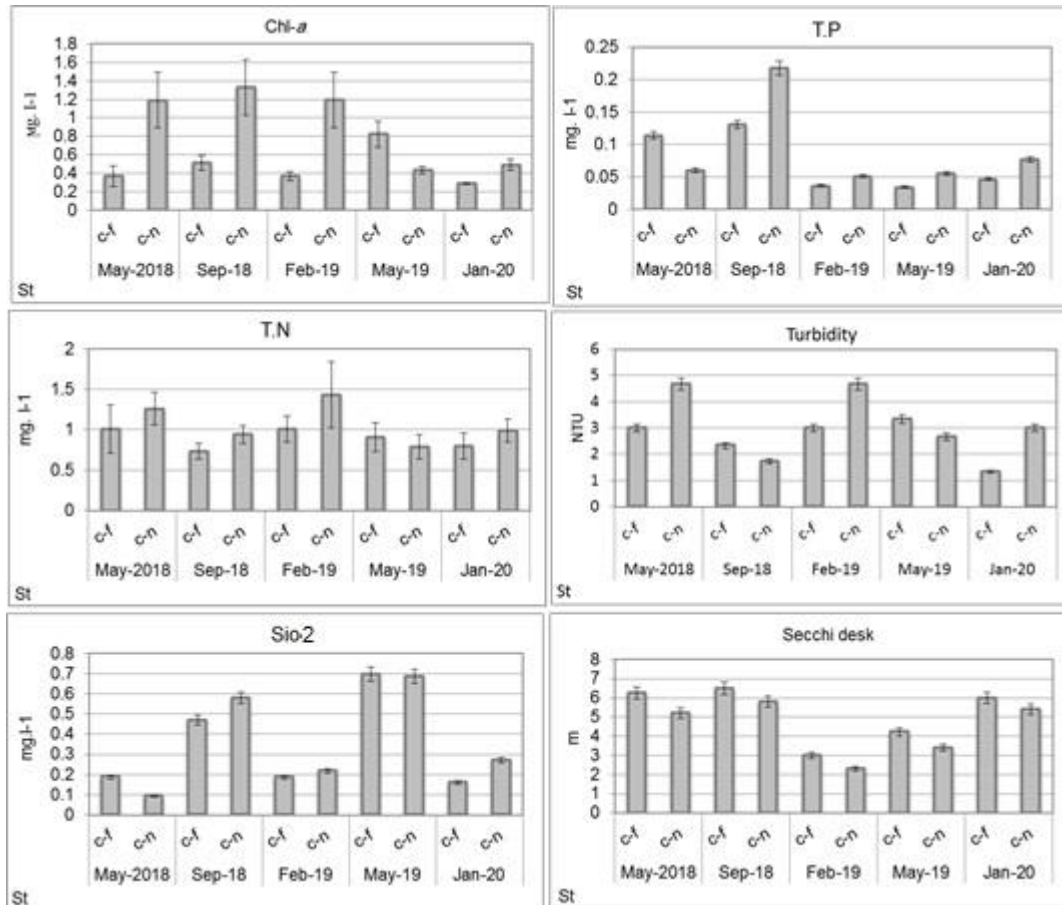 Chl-a
Mg. l-1
1.8
1.6
1.4
1.2
1
0.8
0.6
0.4
0.2
0
c-f c-n c-f c-n c-f c-n c-f c-n c-f c-n
May-2018 Sep-18 Feb-19 May-19 Jan-20
St
T.P
mg. l-1
0.25
0.2
0.15
0.1
0.05
0
c-f c-n c-f c-n c-f c-n c-f c-n c-f c-n
May-2018 Sep-18 Feb-19 May-19 Jan-20
St
T.N
mg. l-1
2
1.5
1
0.5
0
c-f c-n c-f c-n c-f c-n c-f c-n c-f c-n
May-2018 Sep-18 Feb-19 May-19 Jan-20
St
Turbidity
NTU
6
5
4
3
2
1
0
c-f c-n c-f c-n c-f c-n c-f c-n c-f c-n
May-2018 Sep-18 Feb-19 May-19 Jan-20
St
Sio-2
mg.l-1
0.8
0.7
0.6
0.5
0.4
0.3
0.2
0.1
0
c-f c-n c-f c-n c-f c-n c-f c-n c-f c-n
May-2018 Sep-18 Feb-19 May-19 Jan-20
St
Secchi desk
m
8
7
6
5
4
3
2
1
0
c-f c-n c-f c-n c-f c-n c-f c-n c-f c-n
May-2018 Sep-18 Feb-19 May-19 Jan-20
St